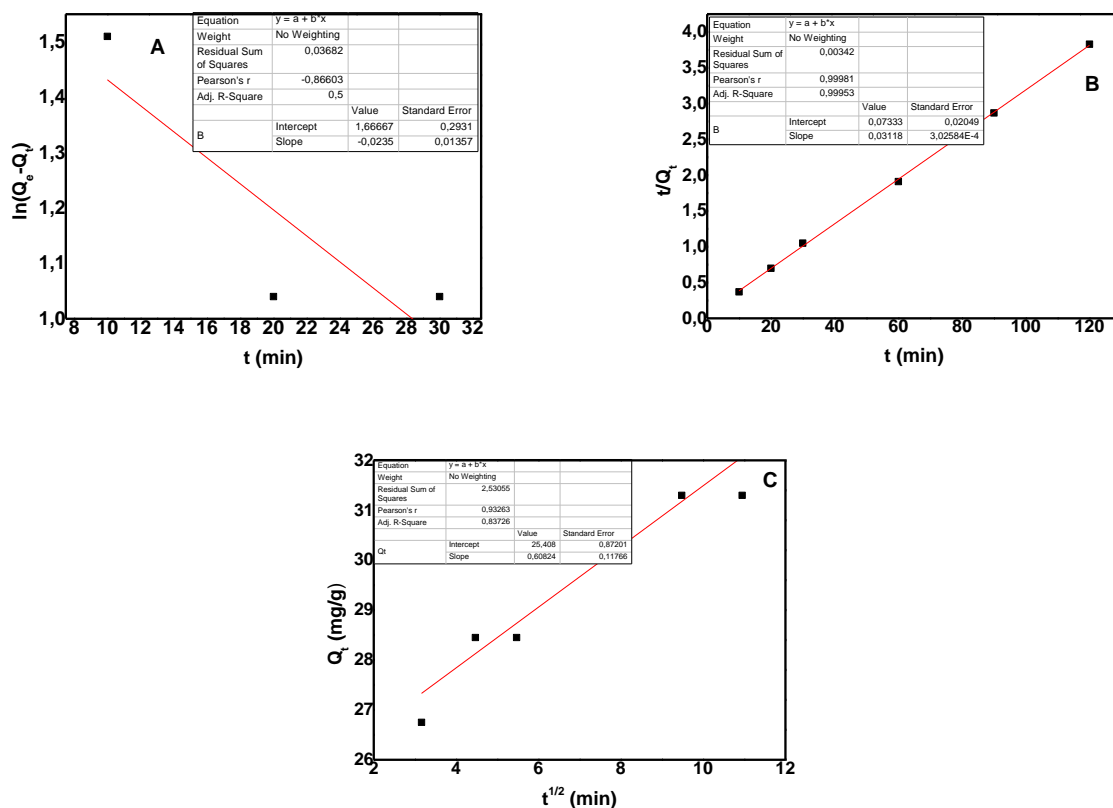 A
Equation y = a + b*x
Weight No Weighting
Residual Sum of Squares 0,03682
Pearson's r -0,86603
Adj. R-Square 0,5
Value Standard Error
B Intercept 1,66667 0,2931
Slope -0,0235 0,01357
1,5
1,4
1,3
1,2
1,1
1,0
ln(Qe-Qt)
8 10 12 14 16 18 20 22 24 26 28 30 32
t (min)
B
Equation y = a + b*x
Weight No Weighting
Residual Sum of Squares 0,00342
Pearson's r 0,99981
Adj. R-Square 0,99953
Value Standard Error
B Intercept 0,07333 0,02049
Slope 0,03118 3,02584E-4
4,0
3,5
3,0
2,5
2,0
1,5
1,0
0,5
0,0
t/Qt
0 20 40 60 80 100 120
t (min)
C
Equation y = a + b*x
Weight No Weighting
Residual Sum of Squares 2,53055
Pearson's r 0,93263
Adj. R-Square 0,83726
Value Standard Error
Qt Intercept 25,408 0,87201
Slope 0,60824 0,11766
32
31
30
29
28
27
26
Qt (mg/g)
2 4 6 8 10 12
t1/2 (min)